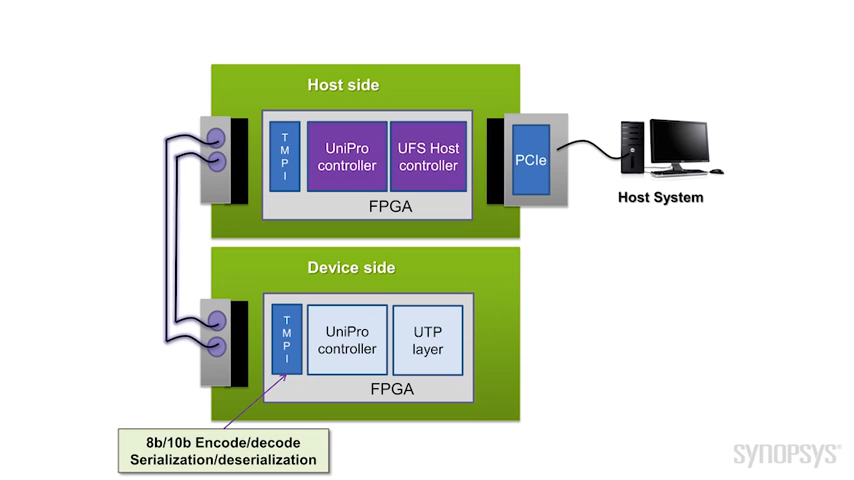 Host side
T
M
P
I
UniPro
controller
UFS Host
controller
FPGA
PCIe
Host System
Device side
T
M
P
I
UniPro
controller
UTP
layer
FPGA
8b/10b Encode/decode
Serialization/deserialization
SYNOPSYS®